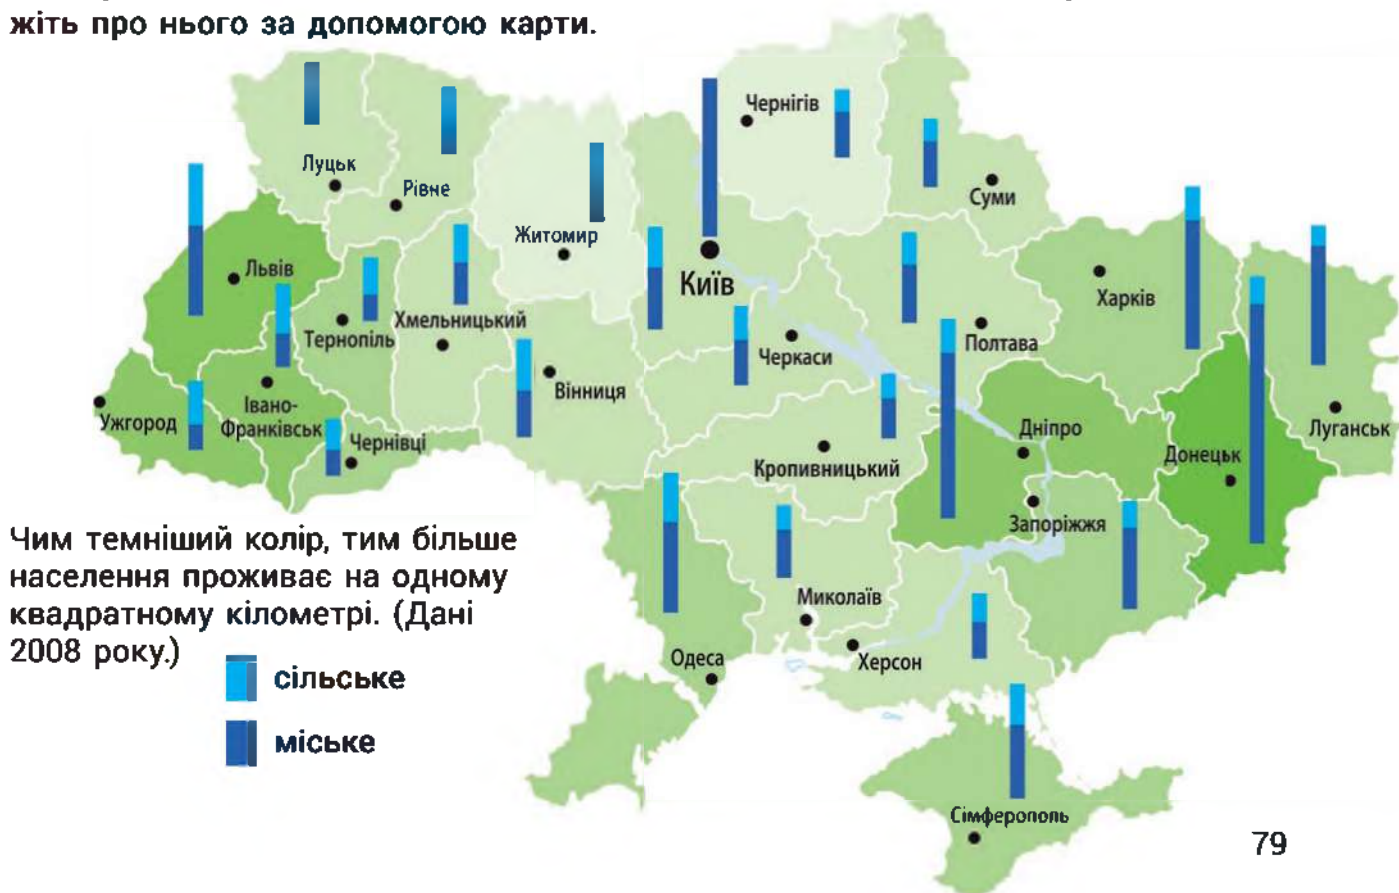 жіть про нього за допомогою карти.
Чернігів
Луцьк
Рівне
Суми
Житомир
Київ
Львів
Харків
Тернопіль
Хмельницький
Черкаси
Полтава
Вінниця
Ужгород
Івано-
Франківськ
Чернівці
Кропивницький
Дніпро
Донецьк
Луганськ
Запоріжжя
Чим темніший колір, тим більше
населення проживає на одному
квадратному кілометрі. (Дані
2008 року.)
сільське
міське
Миколаїв
Херсон
Одеса
Сімферополь
79